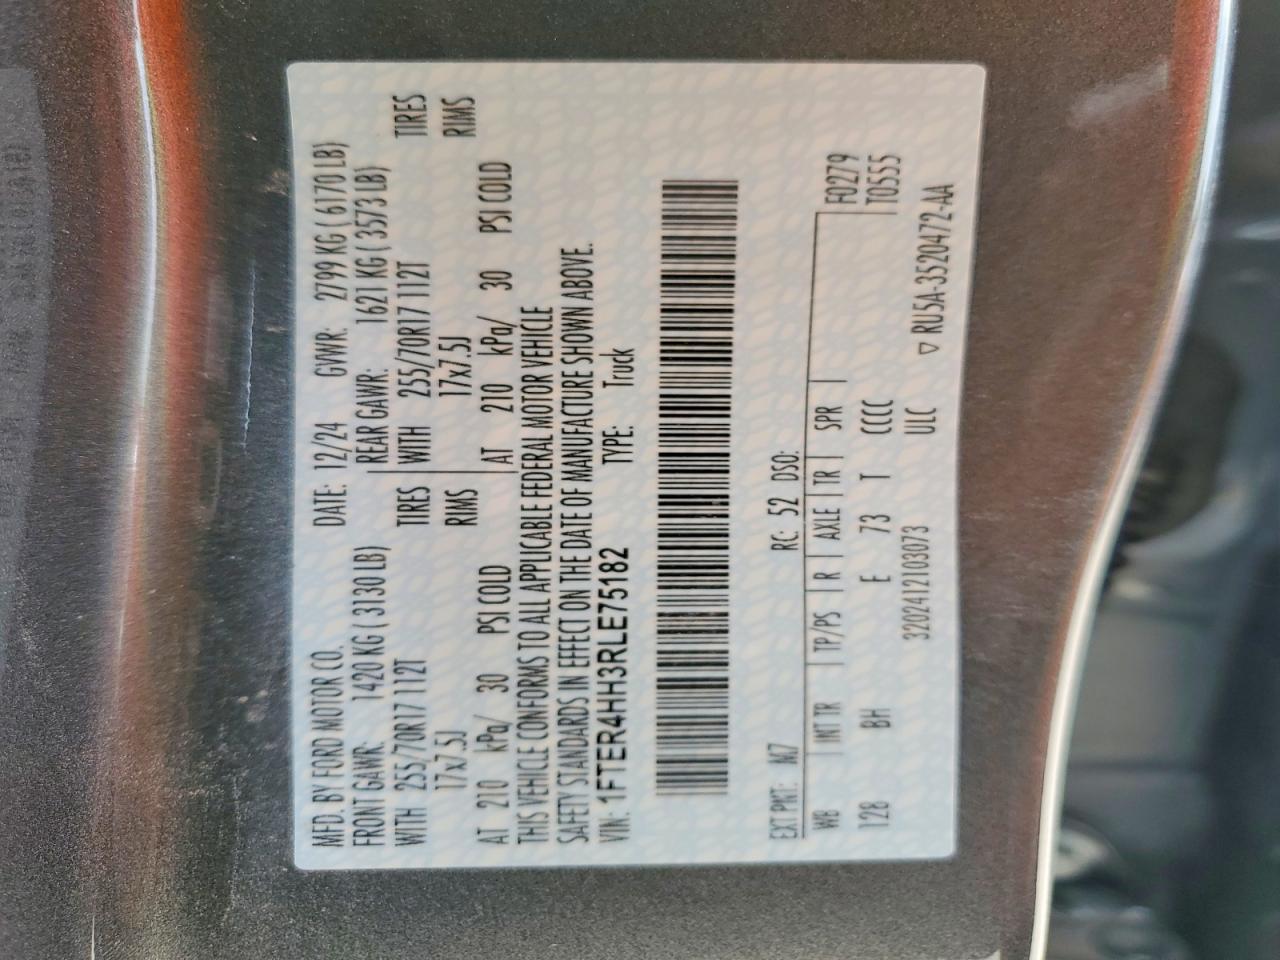 MFD. BY FORD MOTOR CO. DATE: 12/24 GVWR: 2799 KG ( 6170 LB)
FRONT GAWR: 1420 KG ( 3130 LB) REAR GAWR: 1621 KG ( 3573 LB)
WITH 255/70R17 112T TIRES WITH 255/70R17 112T TIRES
17x7.5J RIMS 17x7.5J RIMS
AT 210 kPa/ 30 PSI COLD AT 210 kPa/ 30 PSI COLD
THIS VEHICLE CONFORMS TO ALL APPLICABLE FEDERAL MOTOR VEHICLE
SAFETY STANDARDS IN EFFECT ON THE DATE OF MANUFACTURE SHOWN ABOVE.
VIN: 1FTER4HH3RLE75182 TYPE: Truck
EXT PNT: M7 RC: 52 DSO:
WB INT TR TP/PS R AXLE TR SPR F0279
128 BH E 73 T CCCC T0555
3202412103073 ULC ▽ RU5A-3520472-AA